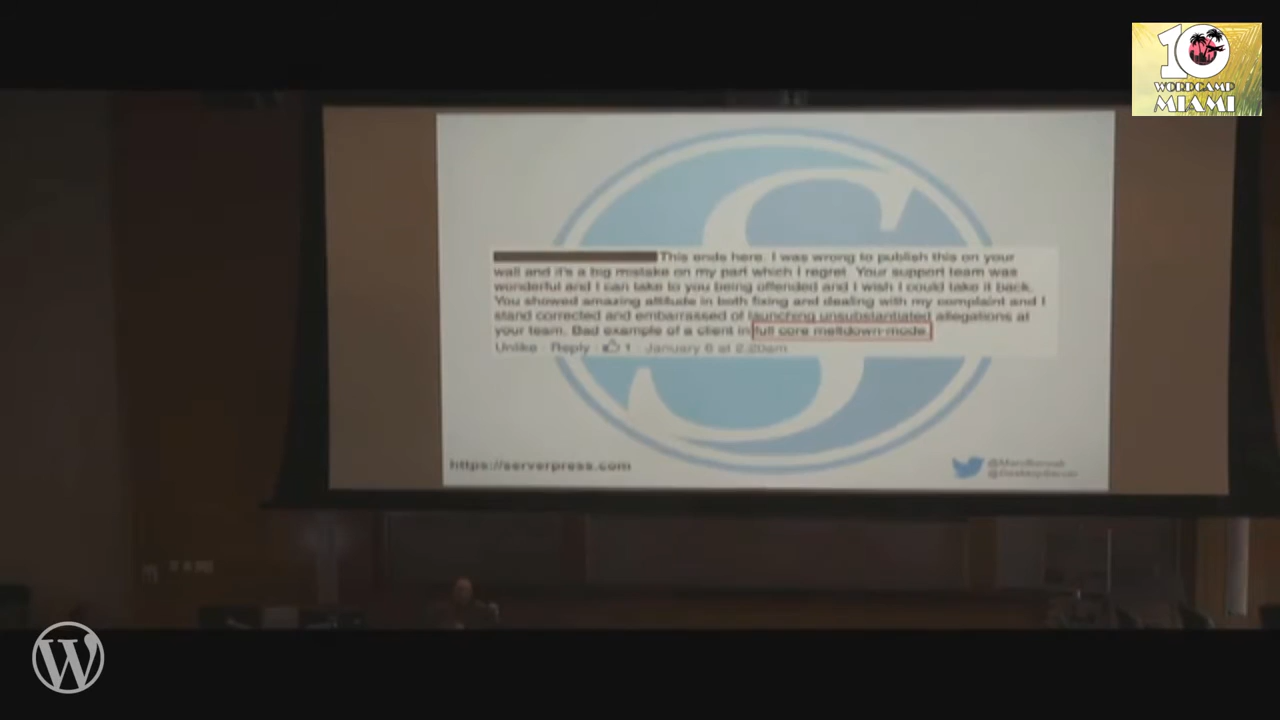 10
WORDCAMP
MIAMI
This ends here. I was wrong to publish this on your
wall and it's a big mistake on my part which I regret. Your support team was
wonderful and I can take to you being offended and I wish I could take it back.
You showed amazing attitude in both fixing and dealing with my complaint and I
stand corrected and embarrassed of launching unsubstantiated allegations at
your team. Bad example of a client in full core meltdown mode.
Unlike · Reply · 1 · January 6 at 2:20am
https://serverpress.com